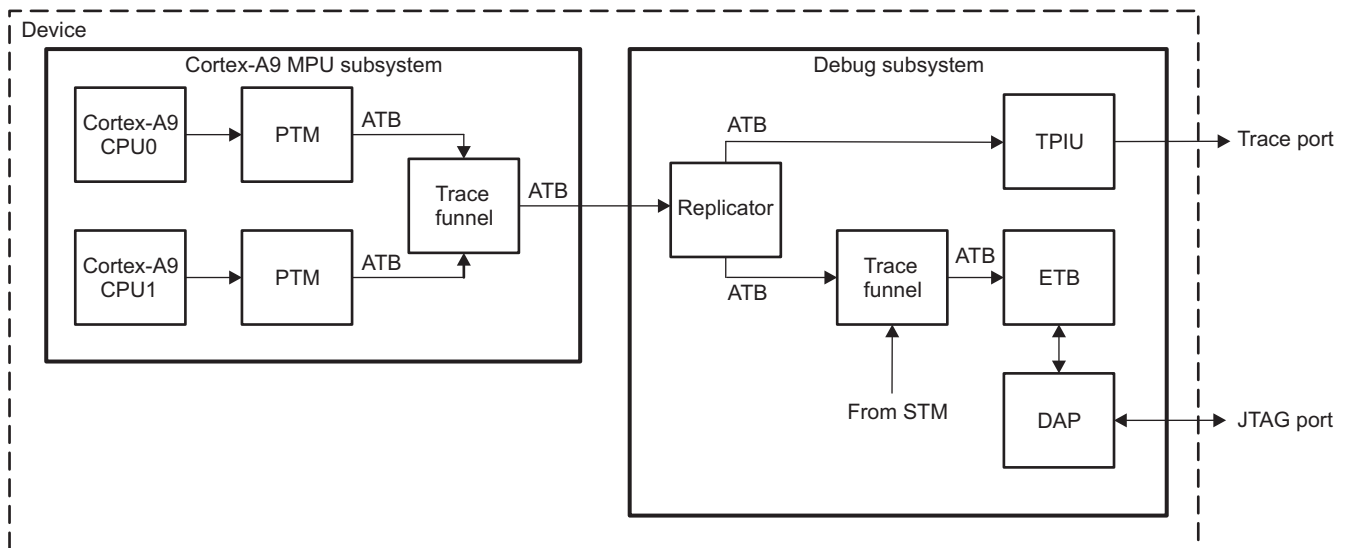 Device
Cortex-A9 MPU subsystem
Debug subsystem
Cortex-A9
CPU0
PTM
ATB
ATB
TPIU
Trace port
Trace
funnel
ATB
Replicator
Cortex-A9
CPU1
PTM
ATB
ATB
Trace
funnel
ATB
ETB
From STM
DAP
JTAG port